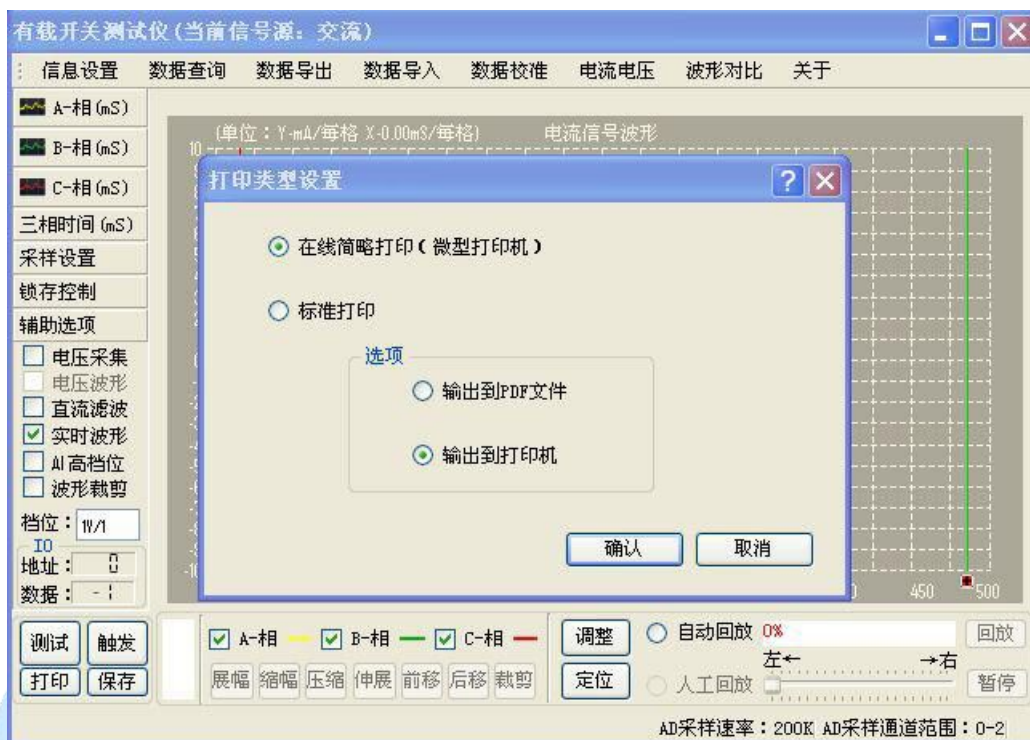 有载开关测试仪(当前信号源：交流)
信息设置 数据查询 数据导出 数据导入 数据校准 电流电压 波形对比 关于
A-相(mS)
B-相(mS)
C-相(mS)
三相时间(mS)
采样设置
锁存控制
辅助选项
电压采集
电压波形
直流滤波
实时波形
AI高档位
波形裁剪
档位：1V/1
IO
地址： 0
数据： -1
测试 触发
打印 保存
(单位：Y-mA/每格 X-0.00mS/每格) 电流信号波形
10
打印类型设置
在线简略打印(微型打印机)
标准打印
选项
输出到PDF文件
输出到打印机
确认 取消
450 500
A-相 B-相 C-相
展幅 缩幅 压缩 伸展 前移 后移 裁剪
调整 自动回放 0% 回放
左← →右
定位 人工回放 暂停
AD采样速率：200K AD采样通道范围：0-2